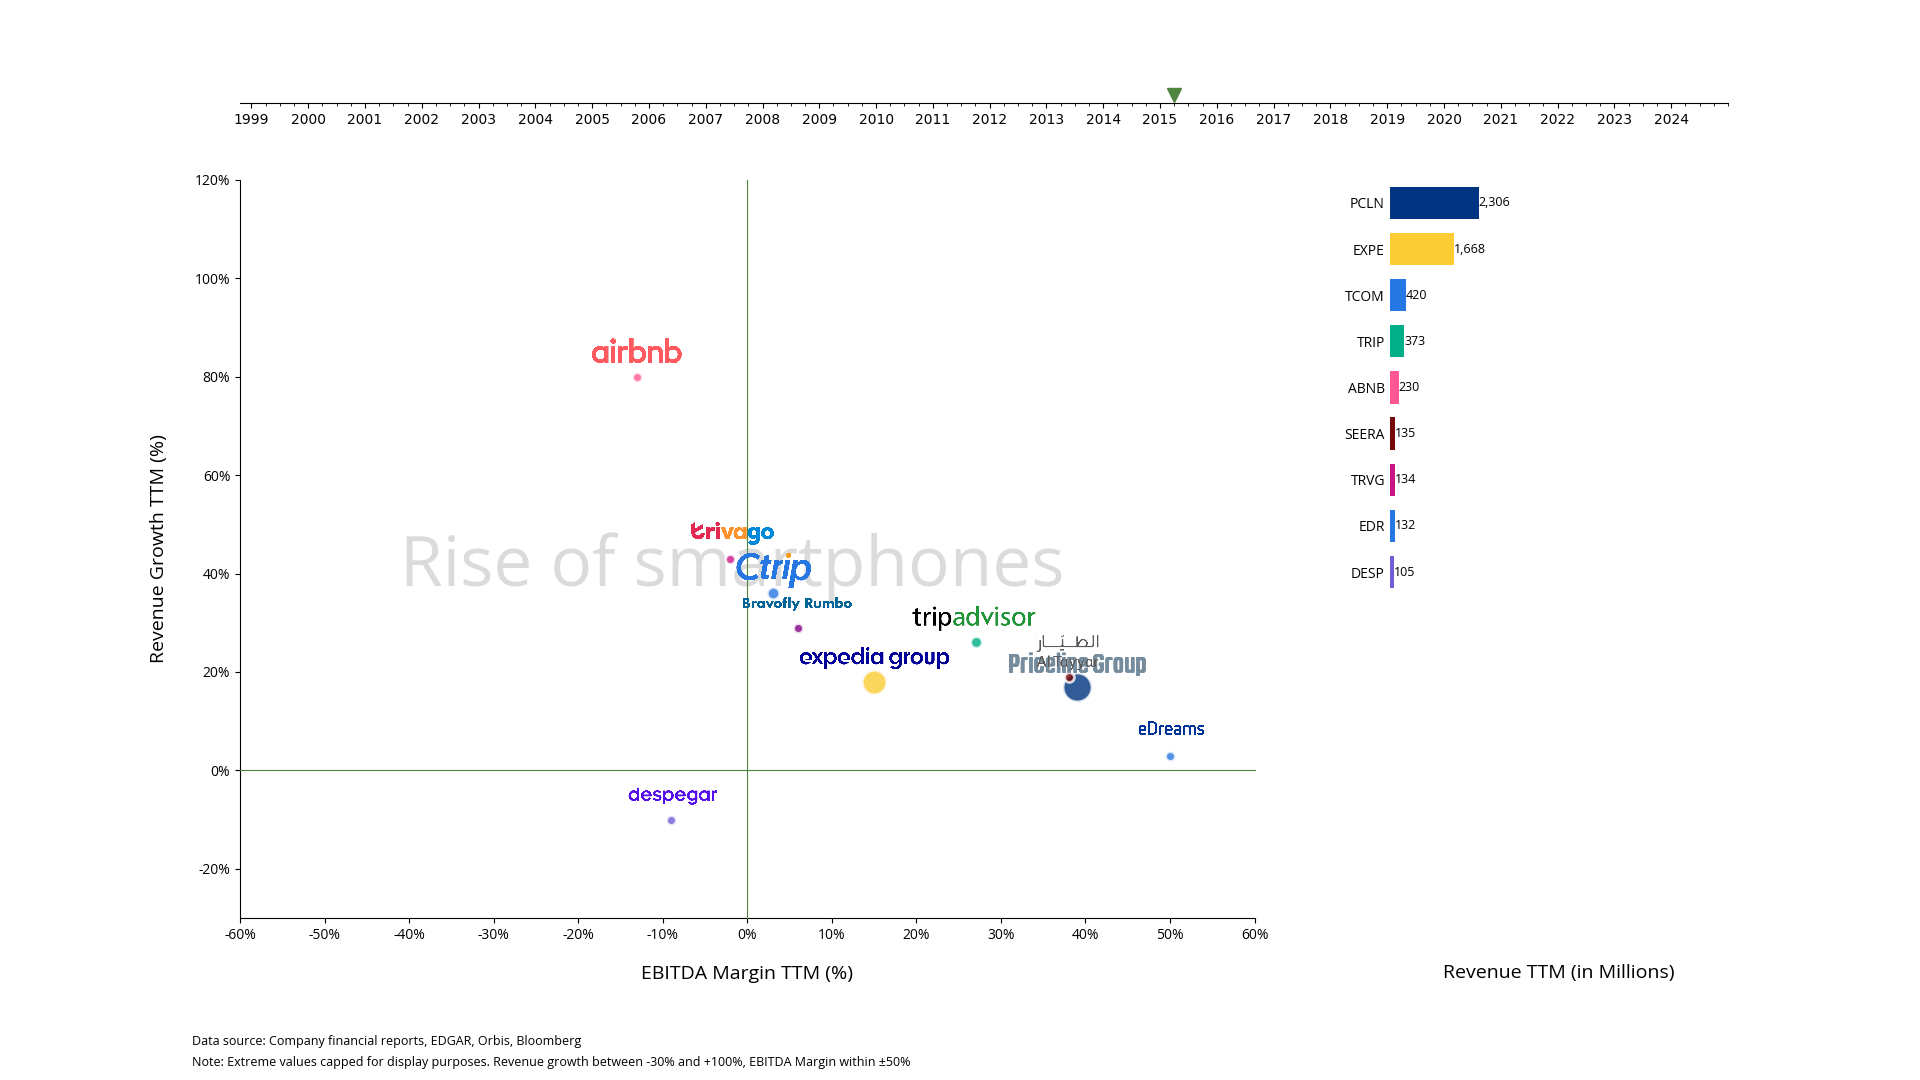 1999 2000 2001 2002 2003 2004 2005 2006 2007 2008 2009 2010 2011 2012 2013 2014 2015 2016 2017 2018 2019 2020 2021 2022 2023 2024
120%
100%
80%
60%
40%
20%
0%
-20%
Revenue Growth TTM (%)
Rise of smartphones
airbnb
trivago
Ctrip
Bravofly Rumbo
tripadvisor
expedia group
الطيّار
Al Tayyar
Priceline Group
eDreams
despegar
-60% -50% -40% -30% -20% -10% 0% 10% 20% 30% 40% 50% 60%
EBITDA Margin TTM (%)
PCLN 2,306
EXPE 1,668
TCOM 420
TRIP 373
ABNB 230
SEERA 135
TRVG 134
EDR 132
DESP 105
Revenue TTM (in Millions)
Data source: Company financial reports, EDGAR, Orbis, Bloomberg
Note: Extreme values capped for display purposes. Revenue growth between -30% and +100%, EBITDA Margin within ±50%